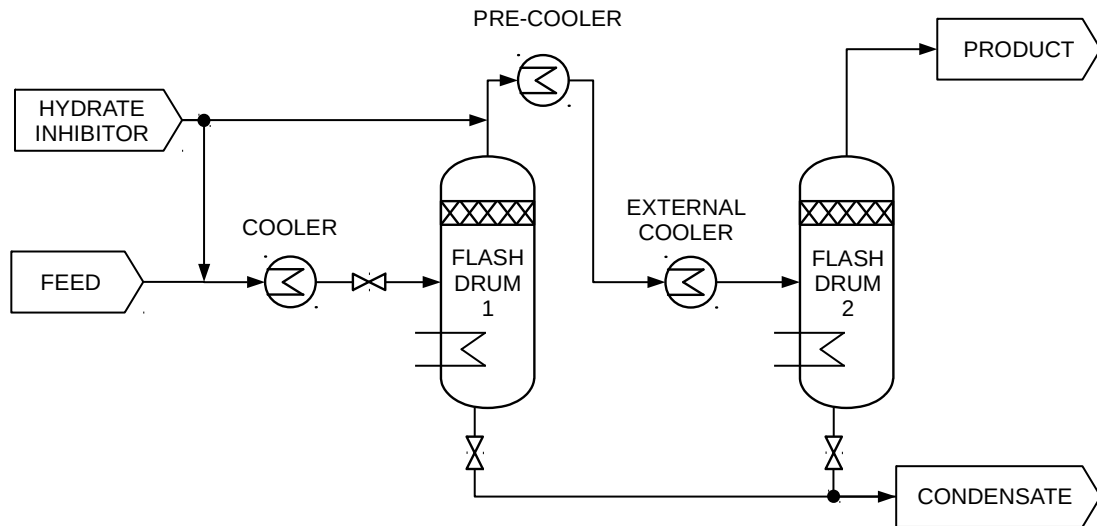 PRE-COOLER
PRODUCT
HYDRATE
INHIBITOR
COOLER
EXTERNAL
COOLER
FEED
FLASH
DRUM
1
FLASH
DRUM
2
CONDENSATE